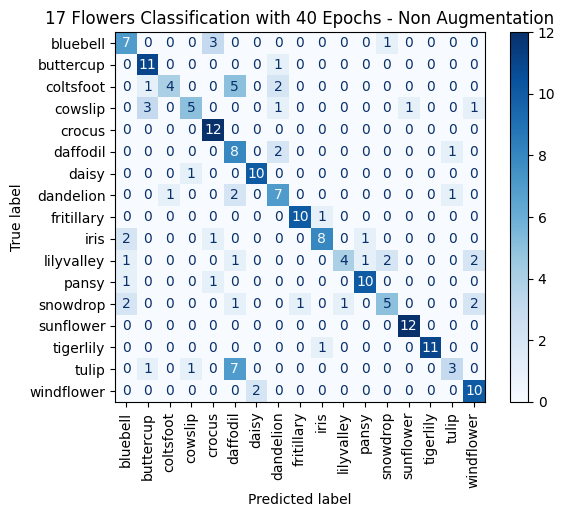 17 Flowers Classification with 40 Epochs - Non Augmentation
bluebell 7 0 0 0 3 0 0 0 0 0 0 0 1 0 0 0 0
buttercup 0 11 0 0 0 0 0 1 0 0 0 0 0 0 0 0 0
coltsfoot 0 1 4 0 0 5 0 2 0 0 0 0 0 0 0 0 0
cowslip 0 3 0 5 0 0 0 1 0 0 0 0 0 1 0 0 1
crocus 0 0 0 0 12 0 0 0 0 0 0 0 0 0 0 0 0
daffodil 0 0 0 0 0 8 0 2 0 0 0 0 0 0 0 1 0
daisy 0 0 0 1 0 0 10 0 0 0 0 0 0 0 0 0 0
dandelion 0 0 1 0 0 2 0 7 0 0 0 0 0 0 0 1 0
fritillary 0 0 0 0 0 0 0 0 10 1 0 0 0 0 0 0 0
iris 2 0 0 0 1 0 0 0 0 8 0 1 0 0 0 0 0
lilyvalley 1 0 0 0 0 1 0 0 0 0 4 1 2 0 0 0 2
pansy 1 0 0 0 1 0 0 0 0 0 0 10 0 0 0 0 0
snowdrop 2 0 0 0 0 1 0 0 1 0 1 0 5 0 0 0 2
sunflower 0 0 0 0 0 0 0 0 0 0 0 0 0 12 0 0 0
tigerlily 0 0 0 0 0 0 0 0 0 1 0 0 0 0 11 0 0
tulip 0 1 0 1 0 7 0 0 0 0 0 0 0 0 0 3 0
windflower 0 0 0 0 0 0 2 0 0 0 0 0 0 0 0 0 10
True label
bluebell
buttercup
coltsfoot
cowslip
crocus
daffodil
daisy
dandelion
fritillary
iris
lilyvalley
pansy
snowdrop
sunflower
tigerlily
tulip
windflower
Predicted label
12
10
8
6
4
2
0